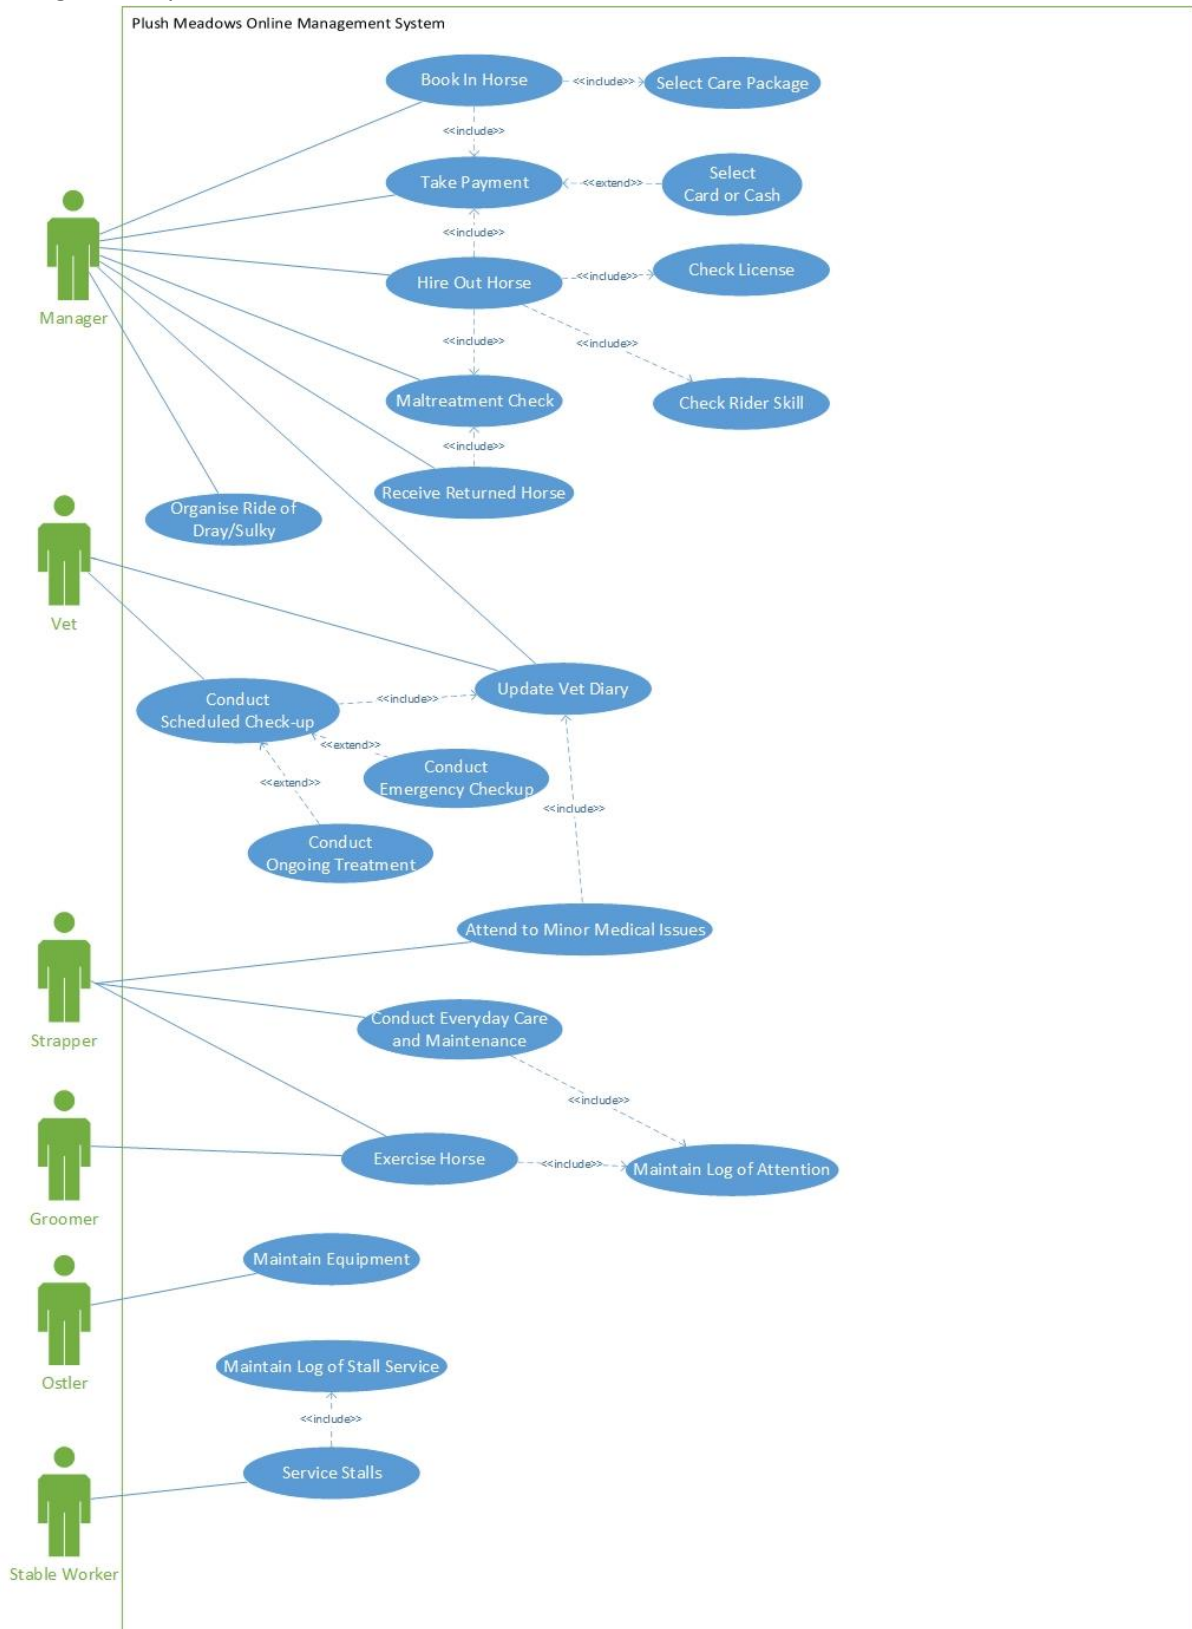 Plush Meadows Online Management System
Book In Horse
<<include>>
Select Care Package
<<include>>
Take Payment
<<extend>>
Select
Card or Cash
<<include>>
Hire Out Horse
<<include>>
Check License
Manager
<<include>>
<<include>>
Maltreatment Check
Check Rider Skill
<<include>>
Receive Returned Horse
Organise Ride of
Dray/Sulky
Vet
Update Vet Diary
Conduct
Scheduled Check-up
<<include>>
<<extend>>
Conduct
Emergency Checkup
<<extend>>
<<include>>
Conduct
Ongoing Treatment
Attend to Minor Medical Issues
Strapper
Conduct Everyday Care
and Maintenance
<<include>>
Exercise Horse
<<include>>
Maintain Log of Attention
Groomer
Maintain Equipment
Ostler
Maintain Log of Stall Service
<<include>>
Service Stalls
Stable Worker